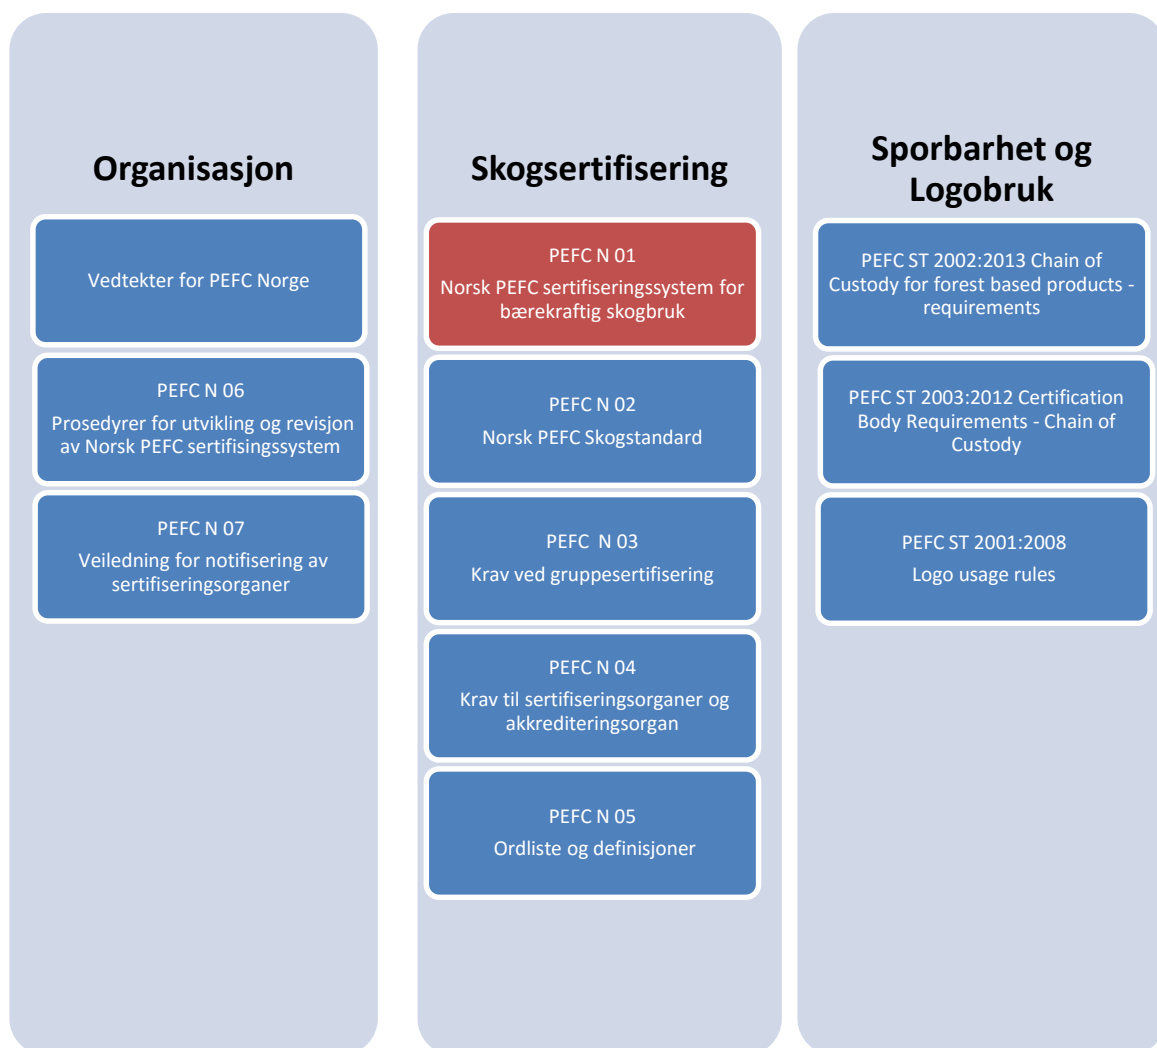 Organisasjon
Vedtekter for PEFC Norge
PEFC N 06
Prosedyrer for utvikling og revisjon
av Norsk PEFC sertifisingssystem
PEFC N 07
Veiledning for notifisering av
sertifiseringsorganer
Skogsertifisering
PEFC N 01
Norsk PEFC sertifiseringssystem for
bærekraftig skogbruk
PEFC N 02
Norsk PEFC Skogstandard
PEFC N 03
Krav ved gruppesertifisering
PEFC N 04
Krav til sertifiseringsorganer og
akkrediteringsorgan
PEFC N 05
Ordliste og definisjoner
Sporbarhet og
Logobruk
PEFC ST 2002:2013 Chain of
Custody for forest based products -
requirements
PEFC ST 2003:2012 Certification
Body Requirements - Chain of
Custody
PEFC ST 2001:2008
Logo usage rules